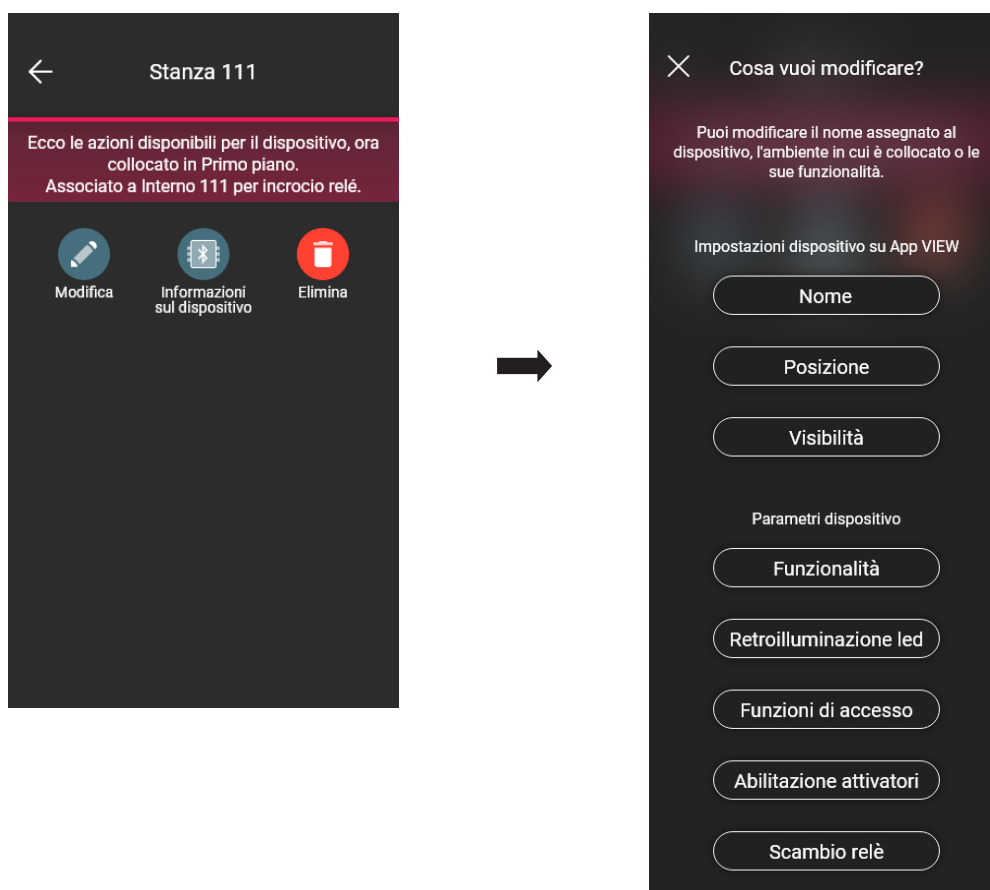 Stanza 111
Ecco le azioni disponibili per il dispositivo, ora
collocato in Primo piano.
Associato a Interno 111 per incrocio relé.
Modifica
Informazioni
sul dispositivo
Elimina
Cosa vuoi modificare?
Puoi modificare il nome assegnato al
dispositivo, l'ambiente in cui è collocato o le
sue funzionalità.
Impostazioni dispositivo su App VIEW
Nome
Posizione
Visibilità
Parametri dispositivo
Funzionalità
Retroilluminazione led
Funzioni di accesso
Abilitazione attivatori
Scambio relè